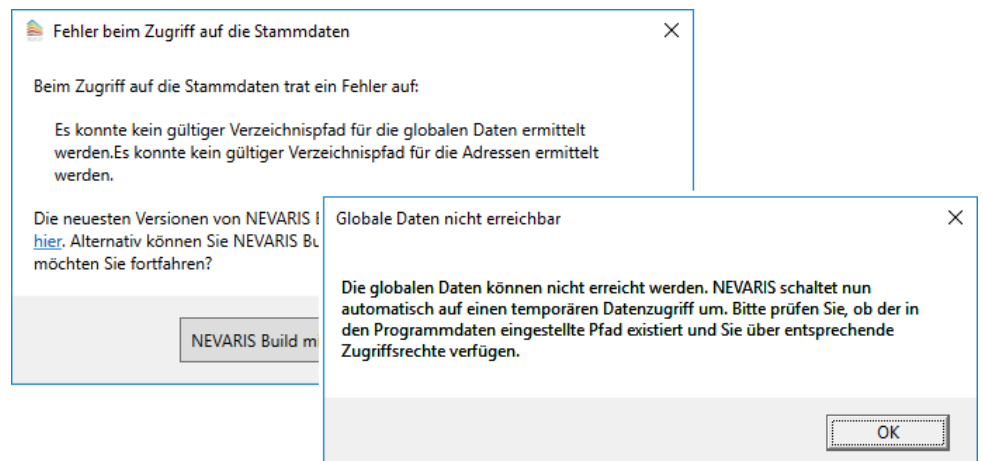 Fehler beim Zugriff auf die Stammdaten
Beim Zugriff auf die Stammdaten trat ein Fehler auf:
Es konnte kein gültiger Verzeichnispfad für die globalen Daten ermittelt
werden.Es konnte kein gültiger Verzeichnispfad für die Adressen ermittelt
werden.
Die neuesten Versionen von NEVARIS
hier. Alternativ können Sie NEVARIS Bu
möchten Sie fortfahren?
NEVARIS Build mi
Globale Daten nicht erreichbar
Die globalen Daten können nicht erreicht werden. NEVARIS schaltet nun
automatisch auf einen temporären Datenzugriff um. Bitte prüfen Sie, ob der in
den Programmdaten eingestellte Pfad existiert und Sie über entsprechende
Zugriffsrechte verfügen.
OK